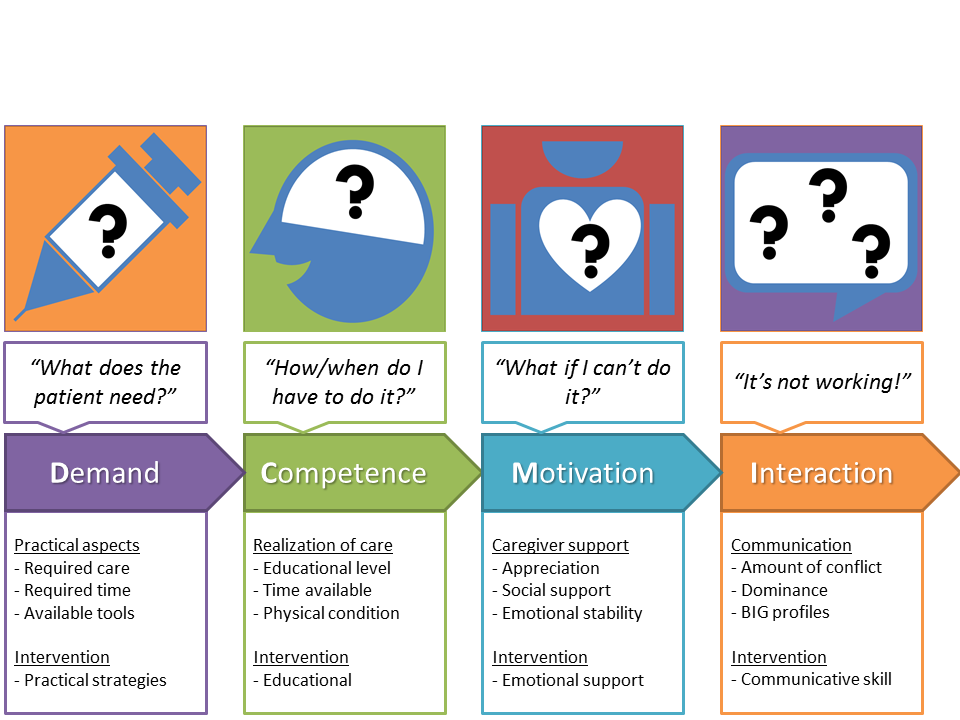 ?
?
?
? ? ?
“What does the
patient need?”
“How/when do I
have to do it?”
“What if I can’t do
it?”
“It’s not working!”
Demand
Competence
Motivation
Interaction
Practical aspects
- Required care
- Required time
- Available tools
Intervention
- Practical strategies
Realization of care
- Educational level
- Time available
- Physical condition
Intervention
- Educational
Caregiver support
- Appreciation
- Social support
- Emotional stability
Intervention
- Emotional support
Communication
- Amount of conflict
- Dominance
- BIG profiles
Intervention
- Communicative skill